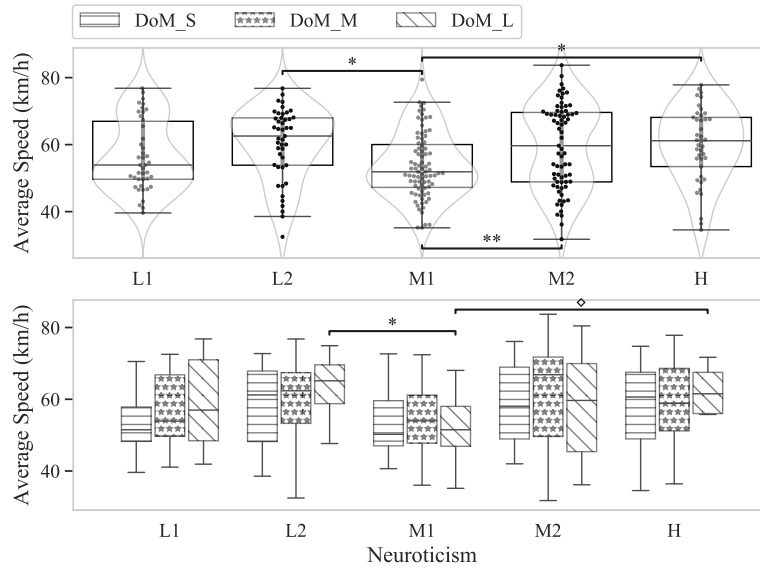 DoM_S DoM_M DoM_L
Average Speed (km/h)
80
60
40
*
*
**
L1 L2 M1 M2 H
Average Speed (km/h)
80
60
40
*
◇
L1 L2 M1 M2 H
Neuroticism